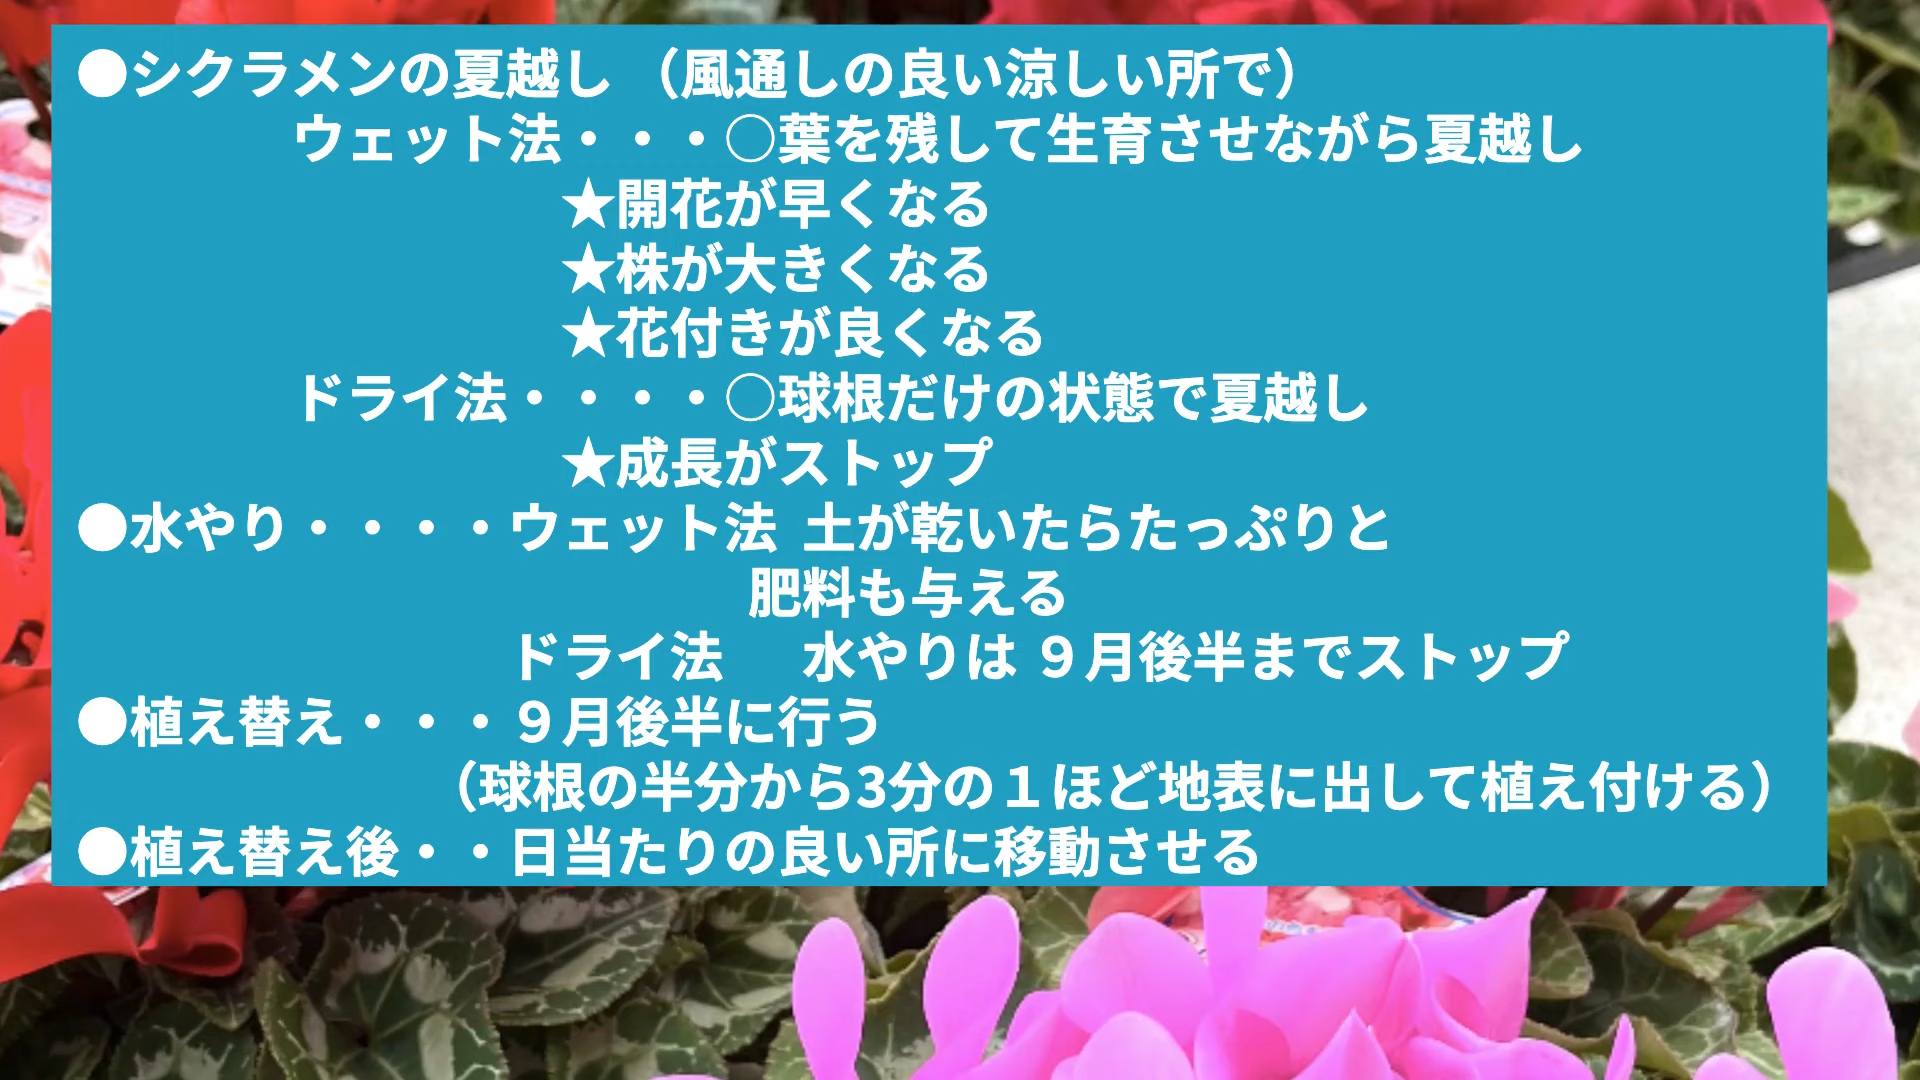 ●シクラメンの夏越し （風通しの良い涼しい所で）
ウェット法・・・○葉を残して生育させながら夏越し
★開花が早くなる
★株が大きくなる
★花付きが良くなる
ドライ法・・・・○球根だけの状態で夏越し
★成長がストップ
●水やり・・・・ウェット法 土が乾いたらたっぷりと
肥料も与える
ドライ法　水やりは ９月後半までストップ
●植え替え・・・９月後半に行う
（球根の半分から3分の１ほど地表に出して植え付ける）
●植え替え後・・日当たりの良い所に移動させる